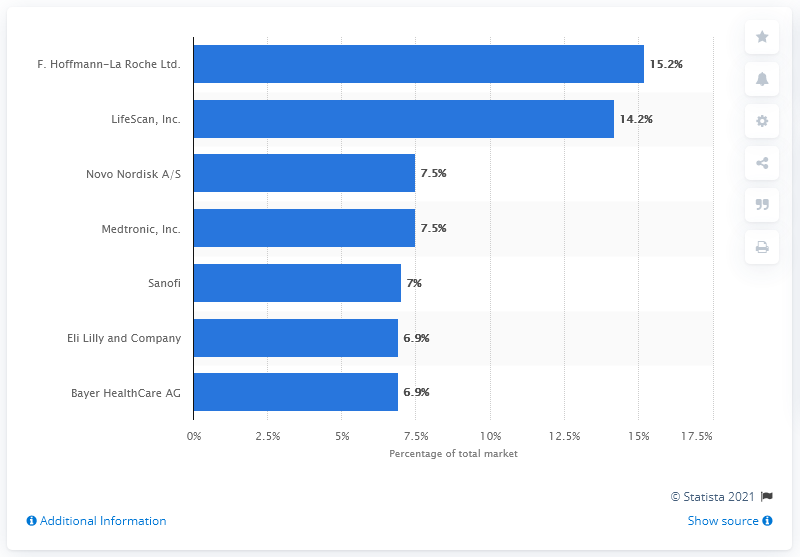 F. Hoffmann-La Roche Ltd. 15.2%
LifeScan, Inc. 14.2%
Novo Nordisk A/S 7.5%
Medtronic, Inc. 7.5%
Sanofi 7%
Eli Lilly and Company 6.9%
Bayer HealthCare AG 6.9%
0% 2.5% 5% 7.5% 10% 12.5% 15% 17.5%
Percentage of total market
© Statista 2021
Additional Information Show source